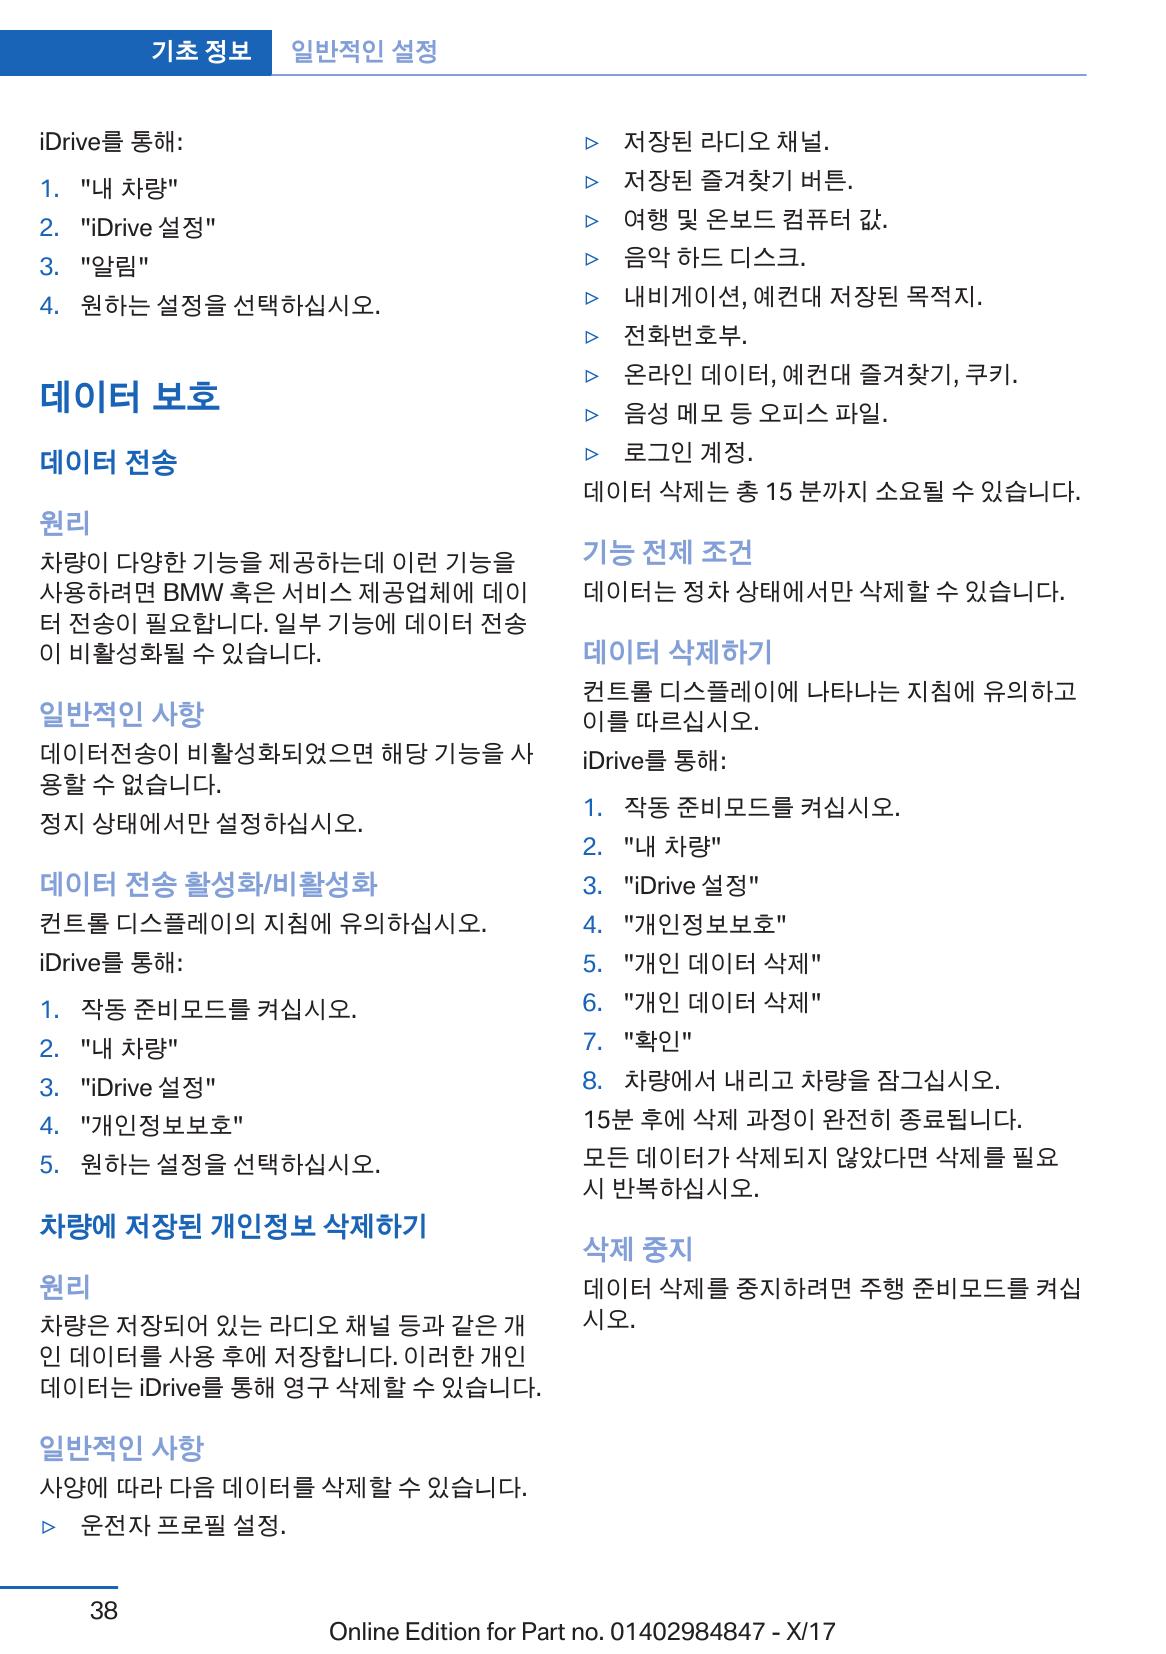 기초 정보 일반적인 설정
iDrive를 통해:
1. "내 차량"
2. "iDrive 설정"
3. "알림"
4. 원하는 설정을 선택하십시오.
데이터 보호
데이터 전송
원리
차량이 다양한 기능을 제공하는데 이런 기능을
사용하려면 BMW 혹은 서비스 제공업체에 데이
터 전송이 필요합니다. 일부 기능에 데이터 전송
이 비활성화될 수 있습니다.
일반적인 사항
데이터전송이 비활성화되었으면 해당 기능을 사
용할 수 없습니다.
정지 상태에서만 설정하십시오.
데이터 전송 활성화/비활성화
컨트롤 디스플레이의 지침에 유의하십시오.
iDrive를 통해:
1. 작동 준비모드를 켜십시오.
2. "내 차량"
3. "iDrive 설정"
4. "개인정보보호"
5. 원하는 설정을 선택하십시오.
차량에 저장된 개인정보 삭제하기
원리
차량은 저장되어 있는 라디오 채널 등과 같은 개
인 데이터를 사용 후에 저장합니다. 이러한 개인
데이터는 iDrive를 통해 영구 삭제할 수 있습니다.
일반적인 사항
사양에 따라 다음 데이터를 삭제할 수 있습니다.
▷ 운전자 프로필 설정.
▷ 저장된 라디오 채널.
▷ 저장된 즐겨찾기 버튼.
▷ 여행 및 온보드 컴퓨터 값.
▷ 음악 하드 디스크.
▷ 내비게이션, 예컨대 저장된 목적지.
▷ 전화번호부.
▷ 온라인 데이터, 예컨대 즐겨찾기, 쿠키.
▷ 음성 메모 등 오피스 파일.
▷ 로그인 계정.
데이터 삭제는 총 15 분까지 소요될 수 있습니다.
기능 전제 조건
데이터는 정차 상태에서만 삭제할 수 있습니다.
데이터 삭제하기
컨트롤 디스플레이에 나타나는 지침에 유의하고
이를 따르십시오.
iDrive를 통해:
1. 작동 준비모드를 켜십시오.
2. "내 차량"
3. "iDrive 설정"
4. "개인정보보호"
5. "개인 데이터 삭제"
6. "개인 데이터 삭제"
7. "확인"
8. 차량에서 내리고 차량을 잠그십시오.
15분 후에 삭제 과정이 완전히 종료됩니다.
모든 데이터가 삭제되지 않았다면 삭제를 필요
시 반복하십시오.
삭제 중지
데이터 삭제를 중지하려면 주행 준비모드를 켜십
시오.
38
Online Edition for Part no. 01402984847 - X/17